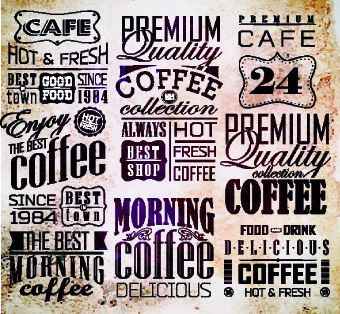 CAFE
HOT & FRESH
BEST GOOD SINCE
in town FOOD 1984
Enjoy HOT & FRESH
THE BEST
coffee
SINCE BEST
1984 in town
THE BEST
MORNING
coffee
PREMIUM
Quality
COFFEE
collection
ALWAYS HOT
BEST FRESH
SHOP COFFEE
MORNING
coffee
DELICIOUS
PREMIUM
CAFE
24
PREMIUM
Quality
collection
COFFEE
FOOD DRINK
DELICIOUS
COFFEE
HOT & FRESH